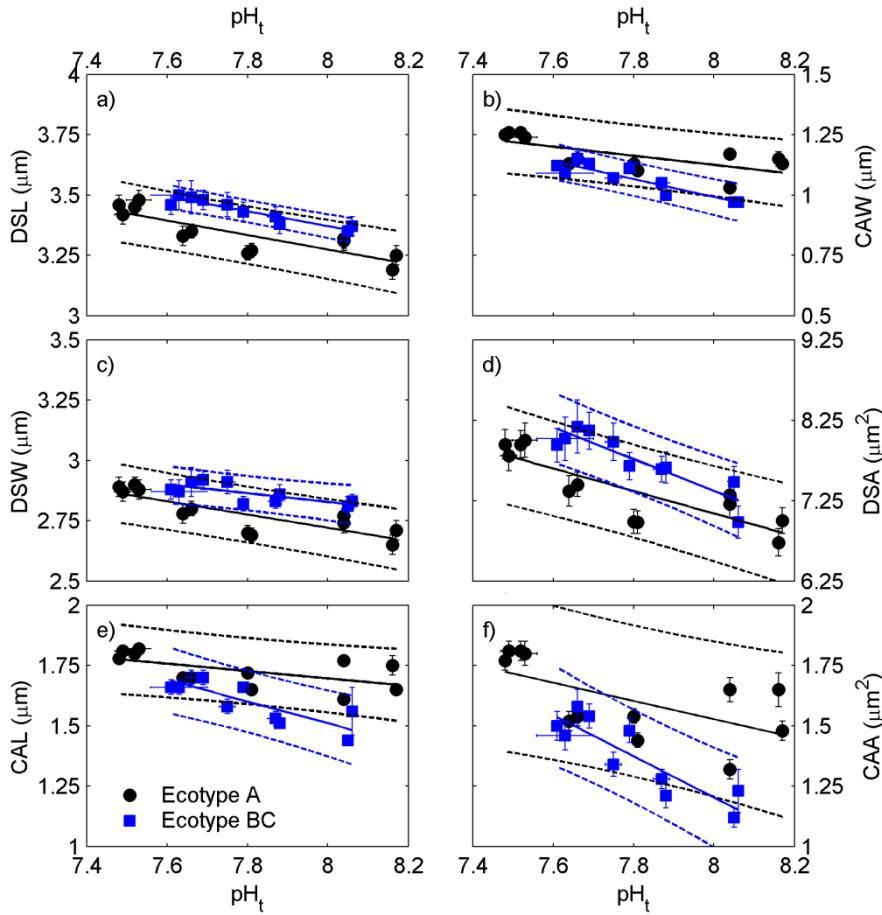 pHt pHt
7.4 7.6 7.8 8 8.2 7.4 7.6 7.8 8 8.2
a) b)
DSL (μm) CAW (μm)
4 3.75 3.5 3.25 3
1.5 1.25 1 0.75 0.5
c) d)
DSW (μm) DSA (μm²)
3.5 3.25 3 2.75 2.5
9.25 8.25 7.25 6.25
e) f)
CAL (μm) CAA (μm²)
2 1.75 1.5 1.25 1
2 1.75 1.5 1.25 1
Ecotype A
Ecotype BC
7.4 7.6 7.8 8 8.2 7.4 7.6 7.8 8 8.2
pHt pHt